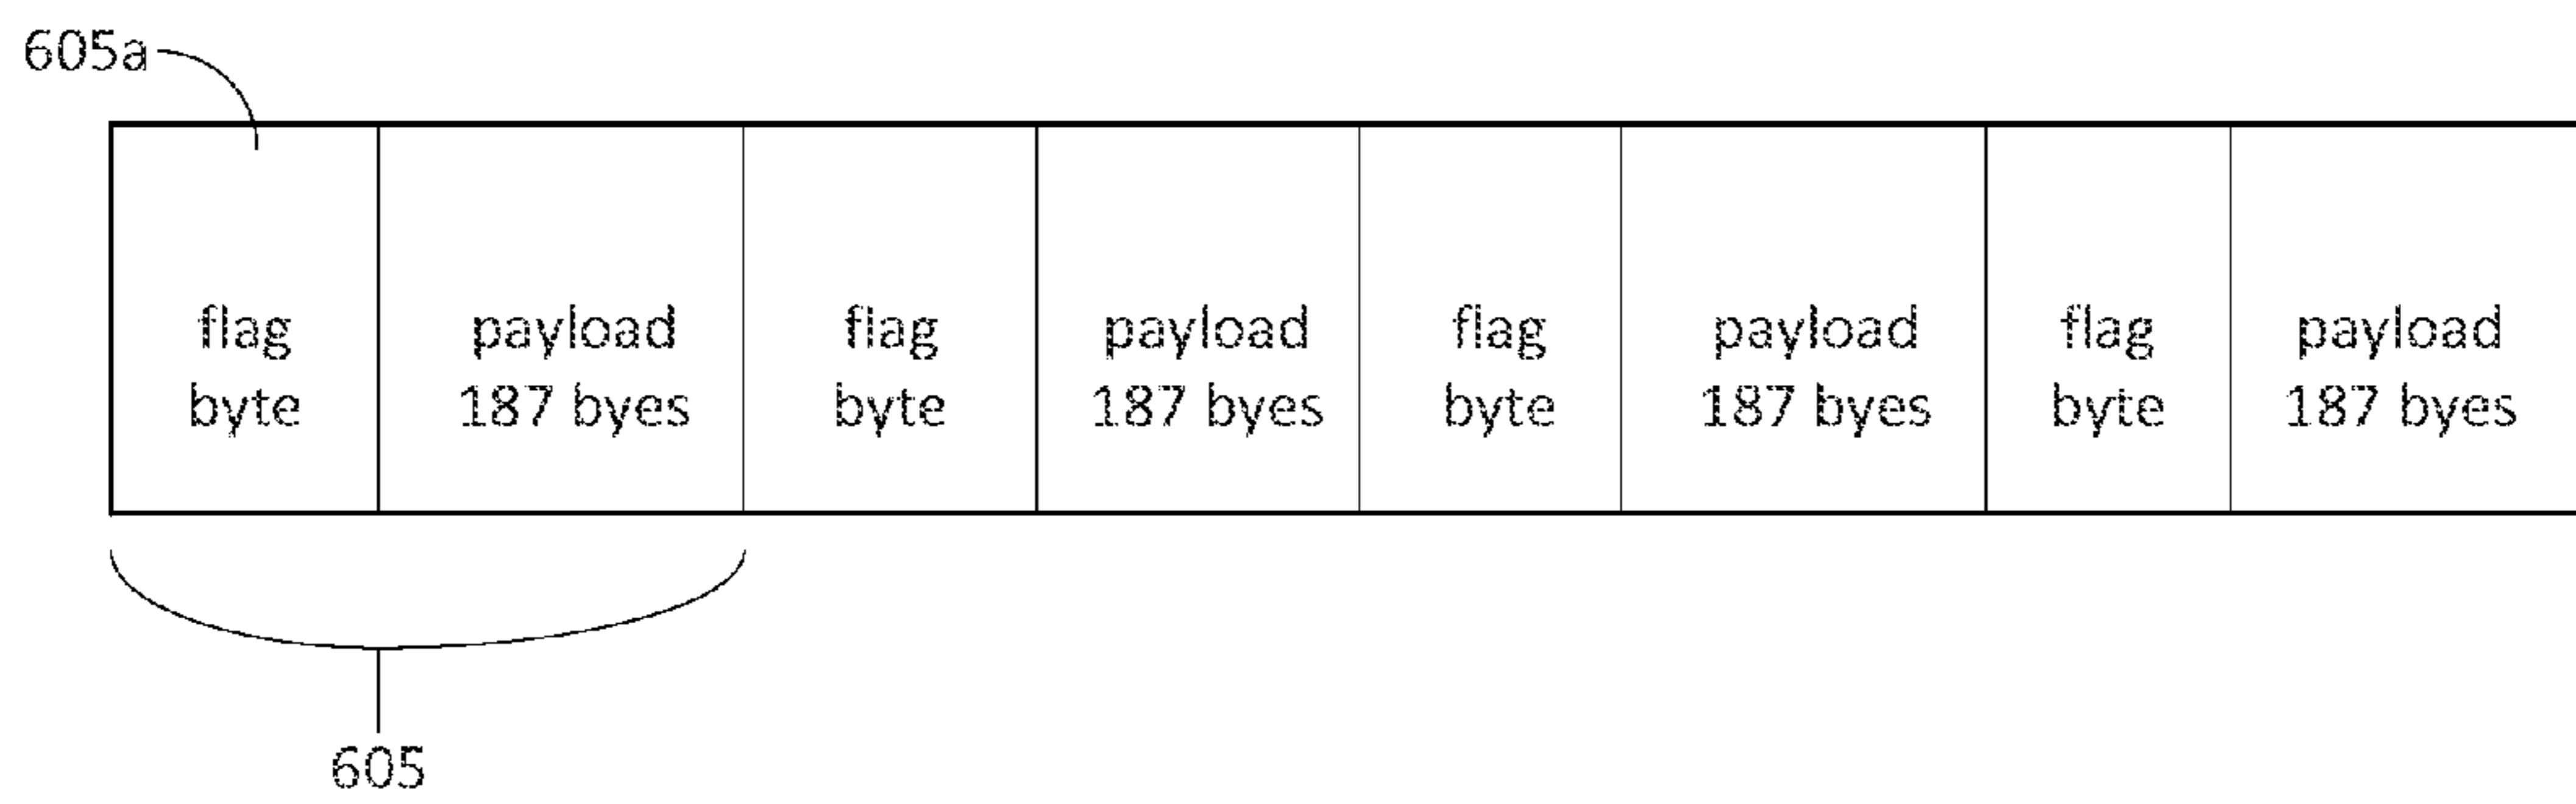 605a
flag
byte
payload
187 byes
flag
byte
payload
187 byes
flag
byte
payload
187 byes
flag
byte
payload
187 byes
605